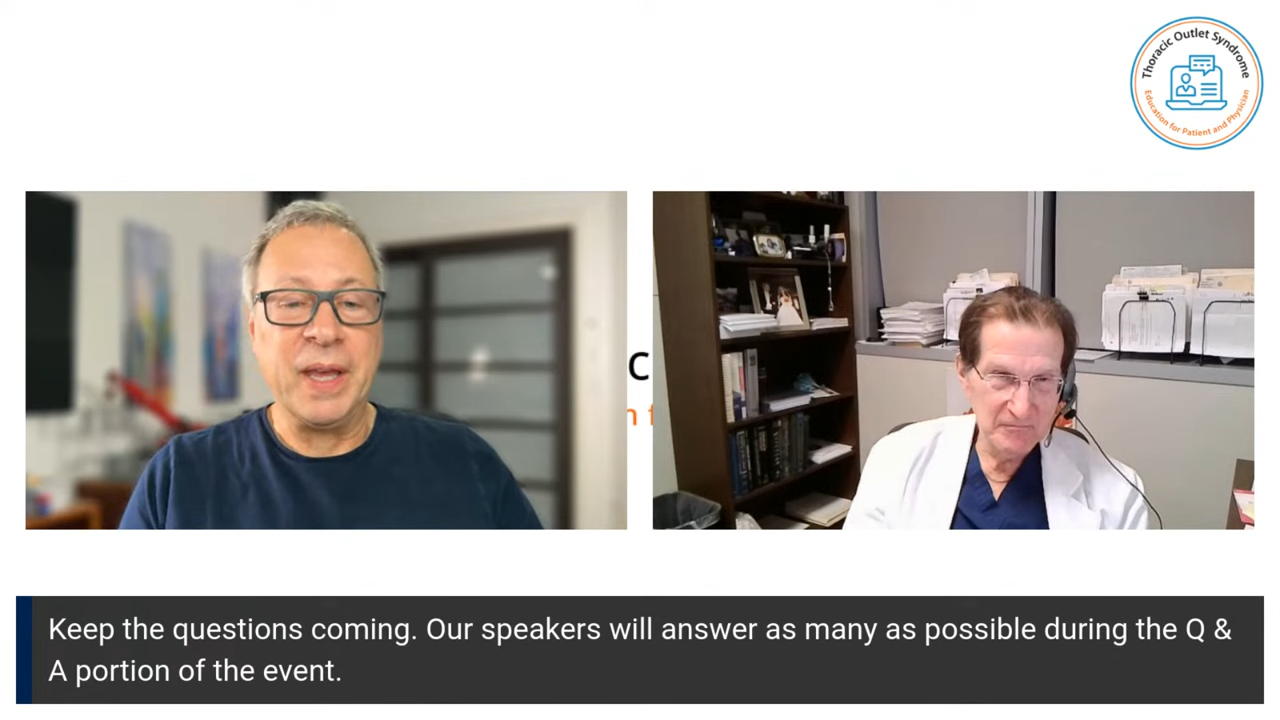 Thoracic Outlet Syndrome
Education for Patient and Physician
Keep the questions coming. Our speakers will answer as many as possible during the Q &
A portion of the event.